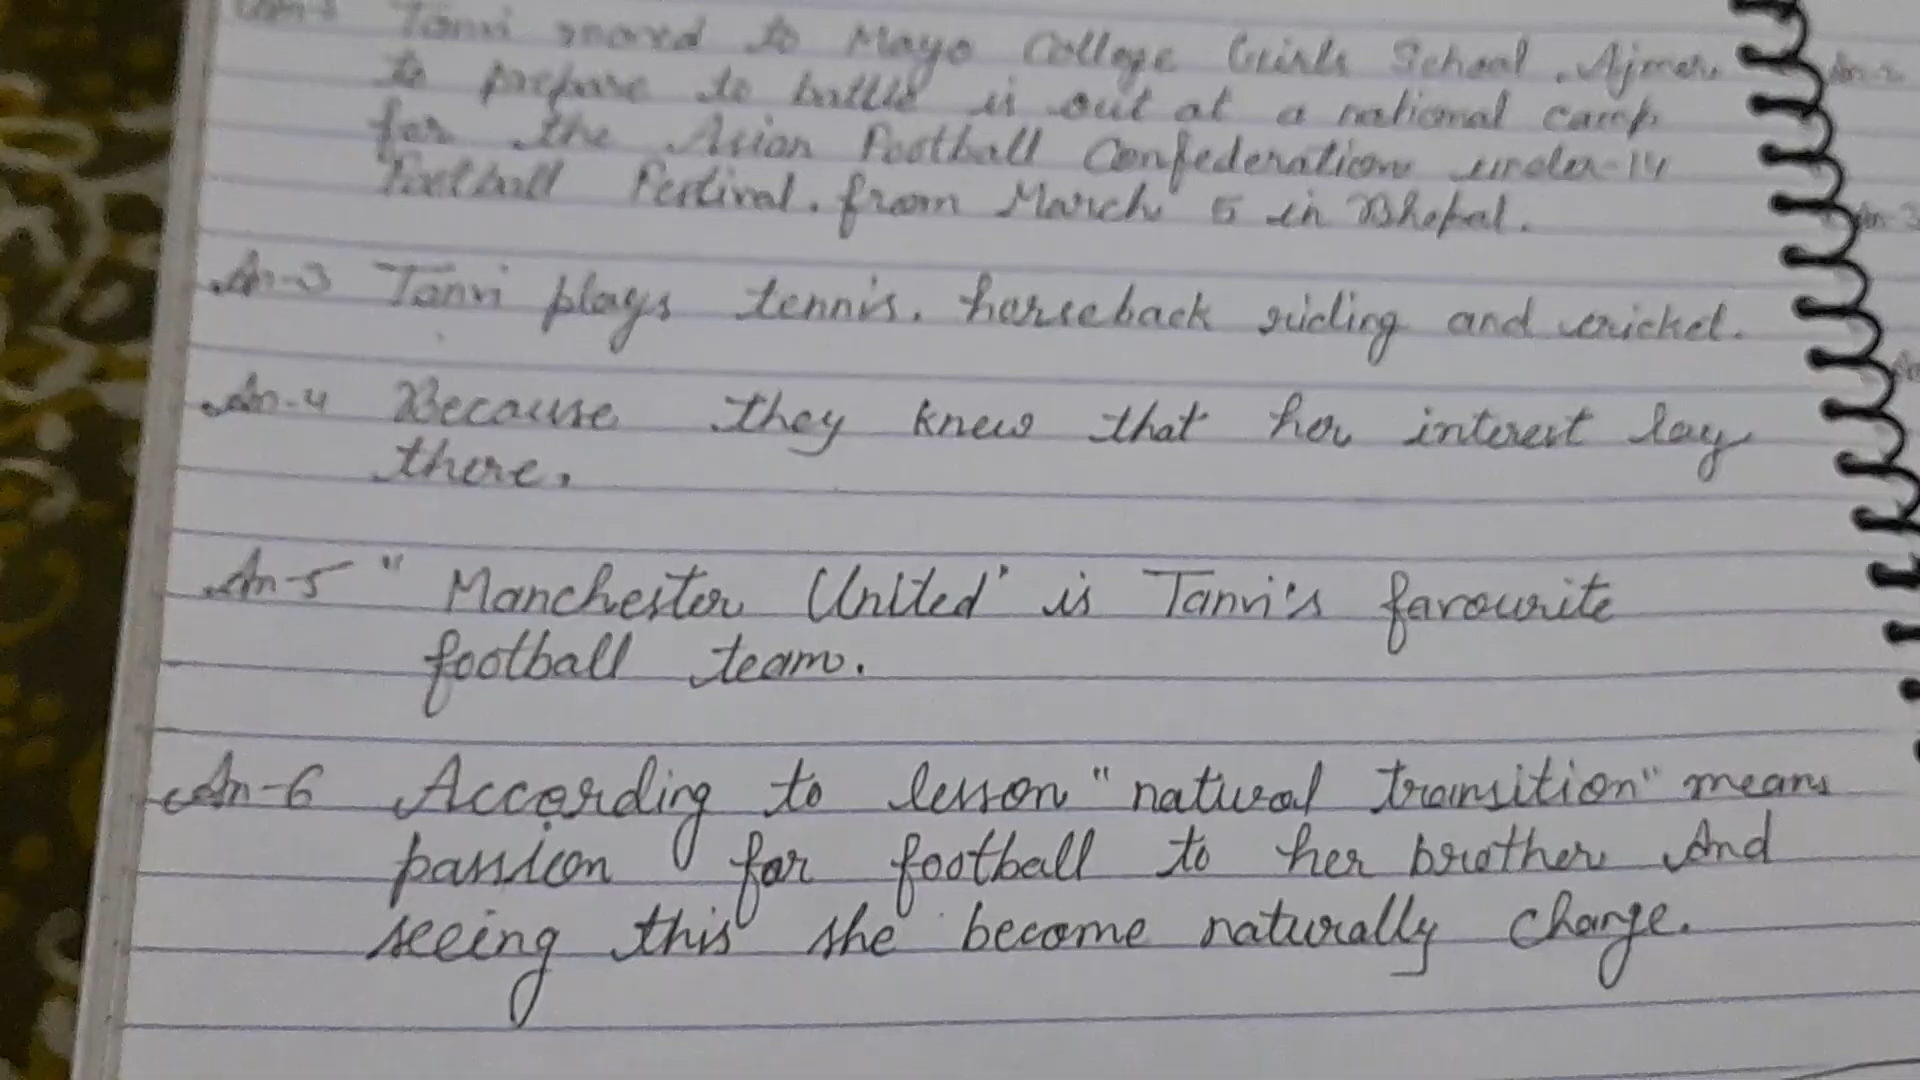 Tanvi moved to Mayo College Girls School, Ajmer
to prepare to battle is out at a national camp
for the Asian Football Confederation under-14
Football Festival. from March 5 in Bhopal.
An-3 Tanvi plays tennis, horseback riding and cricket.
An-4 Because they knew that her interest lay
there.
An-5 " Manchester United' is Tanvi's favourite
football team.
An-6 According to lesson "natural transition" means
passion for football to her brother And
seeing this she become naturally change.